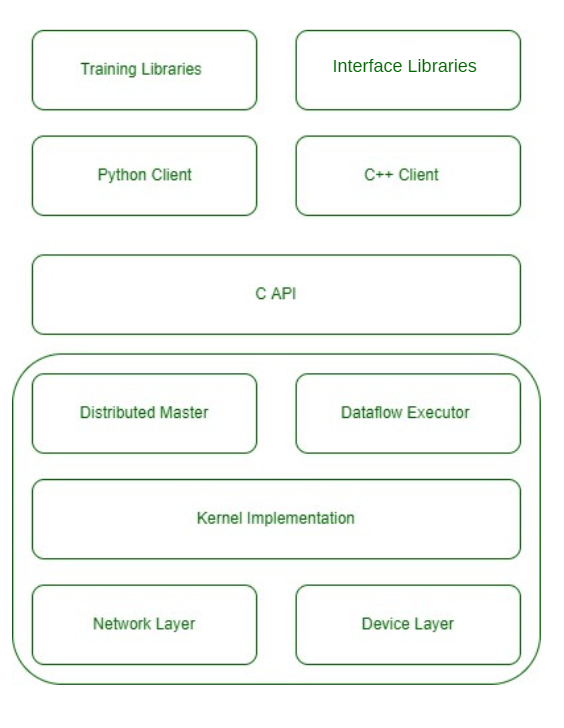 Training Libraries
Interface Libraries
Python Client
C++ Client
C API
Distributed Master
Dataflow Executor
Kernel Implementation
Network Layer
Device Layer